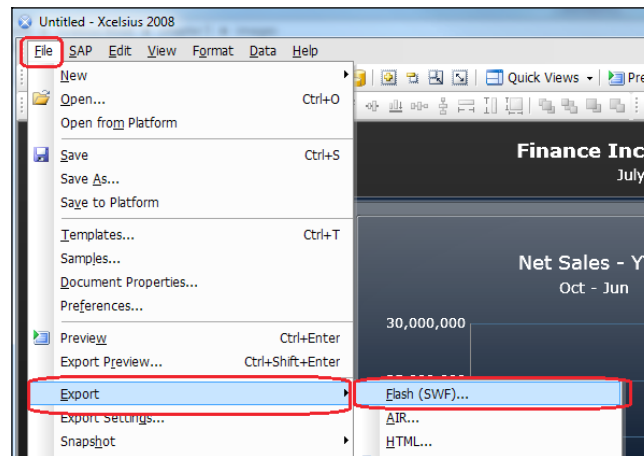 Untitled - Xcelsius 2008
File SAP Edit View Format Data Help
New
Quick Views
Open... Ctrl+O
Open from Platform
Save Ctrl+S
Finance Inc
Save As...
July
Save to Platform
Templates... Ctrl+T
Samples...
Net Sales - Y
Document Properties...
Oct - Jun
Preferences...
30,000,000
Preview Ctrl+Enter
Export Preview... Ctrl+Shift+Enter
Export
Flash (SWF)...
Export Settings...
AIR...
Snapshot
HTML...